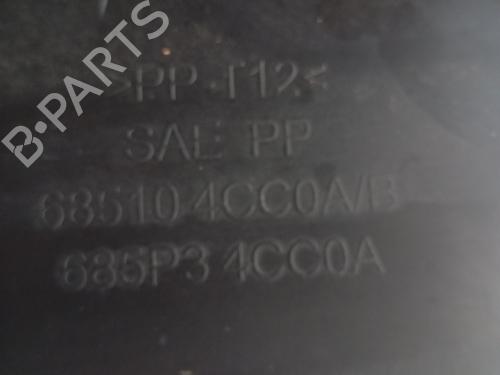 B-PARTS
>PP-T12<
SAE PP
68510 4CC0A/B
685P3 4CC0A